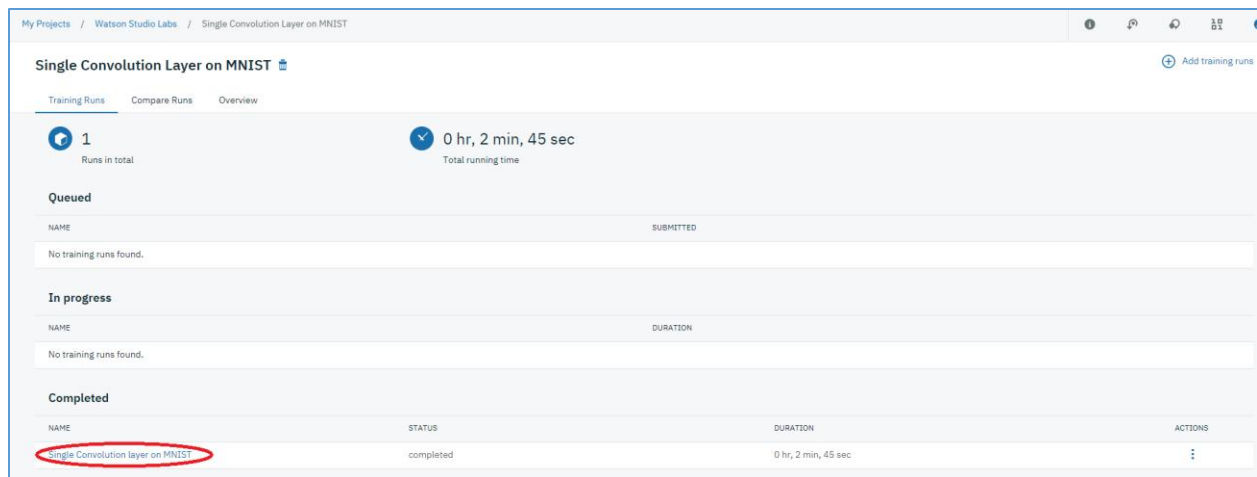 My Projects / Watson Studio Labs / Single Convolution Layer on MNIST
Single Convolution Layer on MNIST
Add training runs
Training Runs Compare Runs Overview
1
Runs in total
0 hr, 2 min, 45 sec
Total running time
Queued
NAME SUBMITTED
No training runs found.
In progress
NAME DURATION
No training runs found.
Completed
NAME STATUS DURATION ACTIONS
Single Convolution layer on MNIST completed 0 hr, 2 min, 45 sec